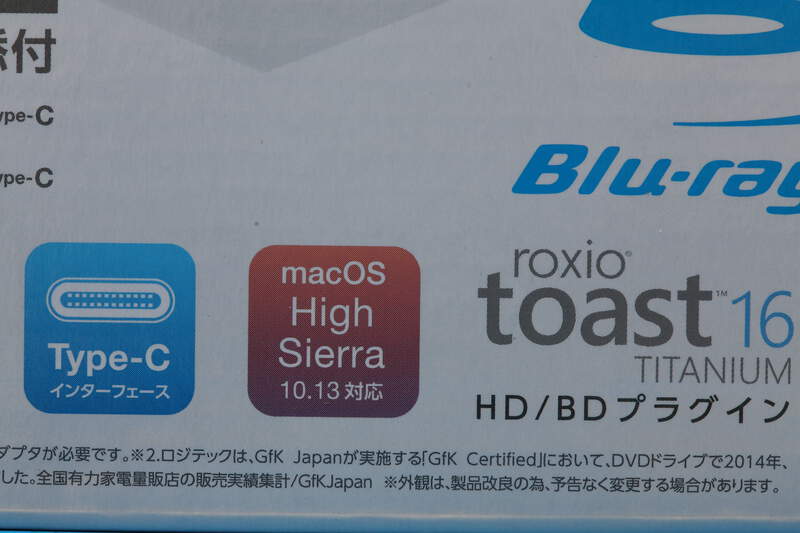 添付
ype-C
ype-C
Blu-ray
Type-C
インターフェース
macOS
High
Sierra
10.13 対応
roxio®
toast™ 16
TITANIUM
HD/BDプラグイン
ダプタが必要です。※2.ロジテックは、GfK Japanが実施する「GfK Certified」において、DVDドライブで2014年、
した。全国有力家電量販店の販売実績集計/GfKJapan ※外観は、製品改良の為、予告なく変更する場合があります。